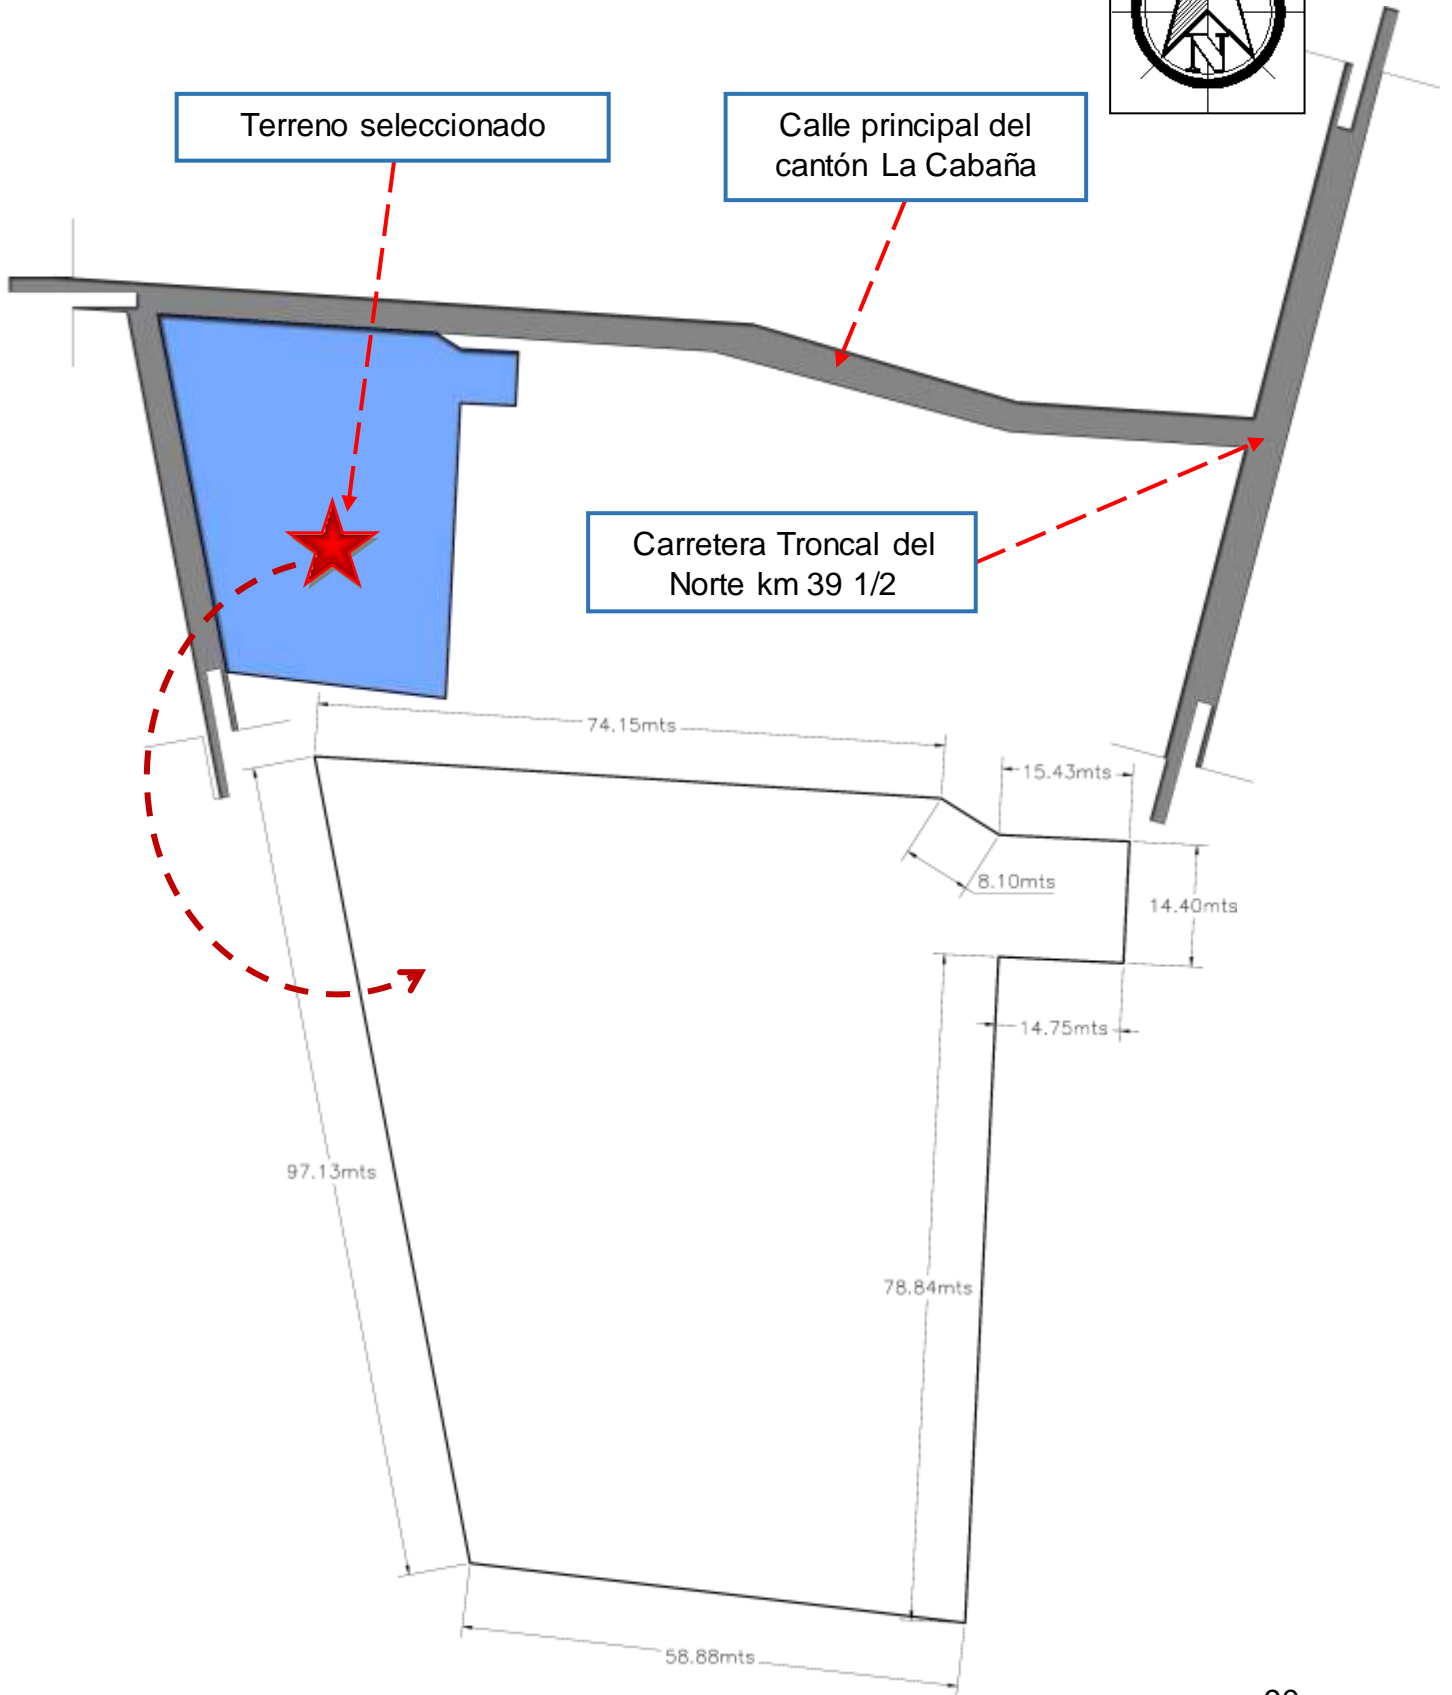 N
Terreno seleccionado
Calle principal del
cantón La Cabaña
Carretera Troncal del
Norte km 39 1/2
74.15mts
15.43mts
8.10mts
14.40mts
14.75mts
97.13mts
78.84mts
58.88mts